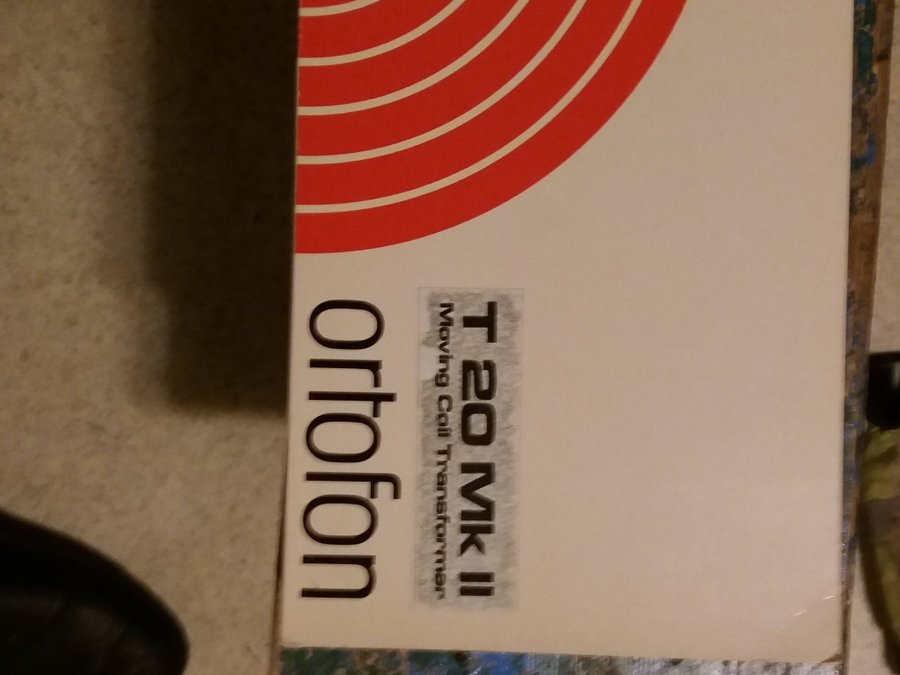 T 20 Mk II
Moving Coil Transformer
ortofon